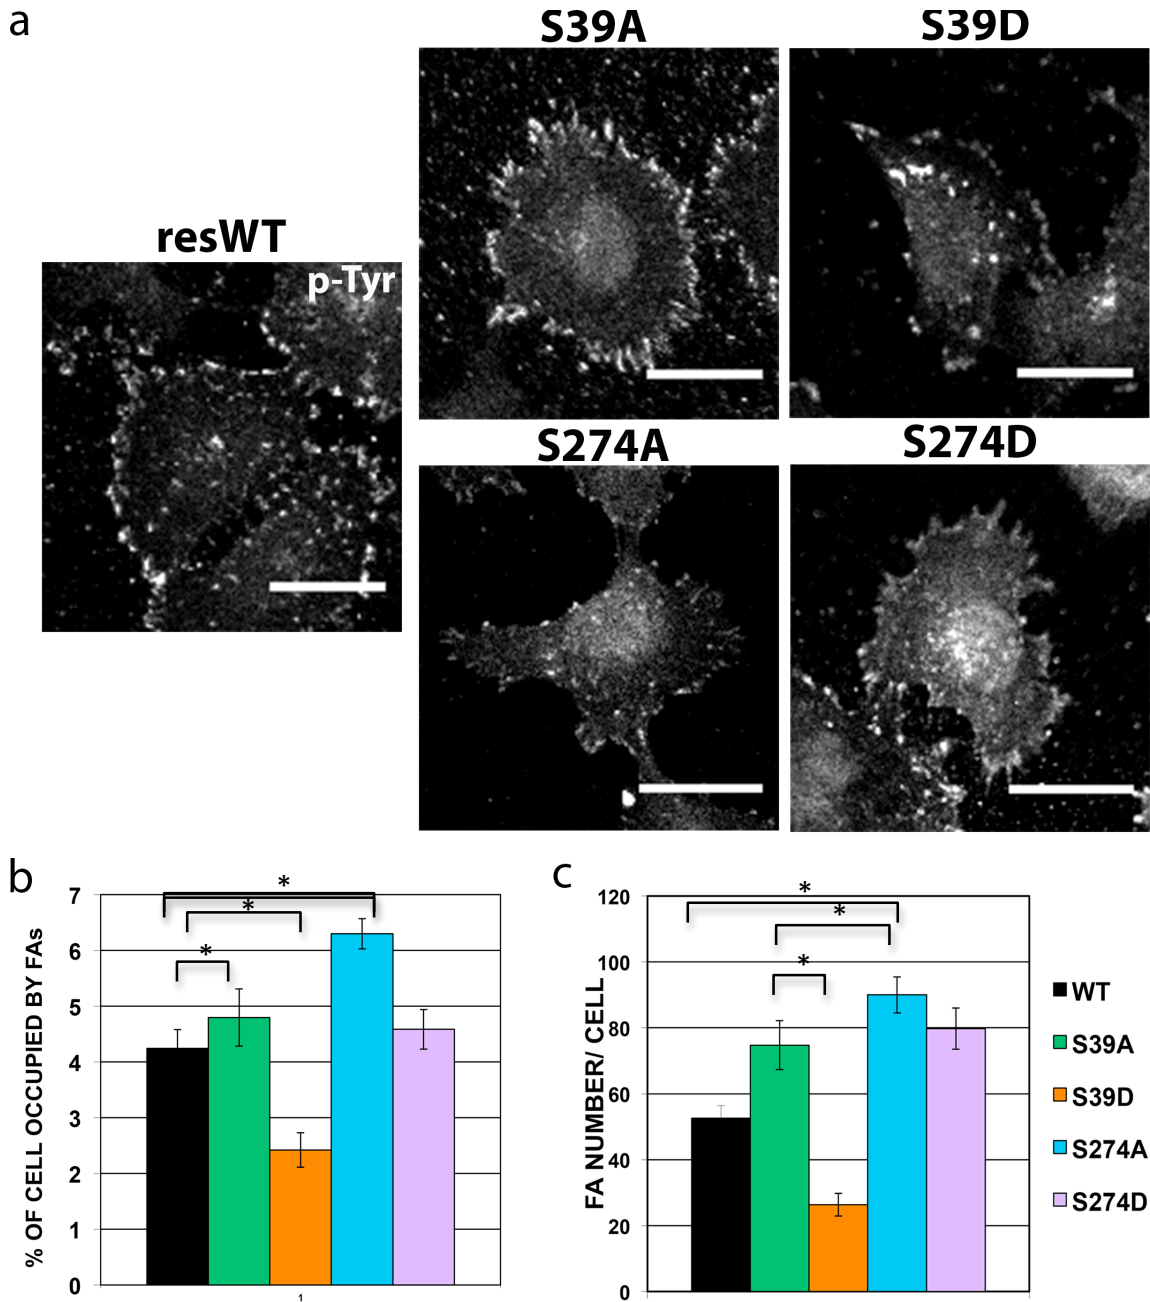 a
S39A
S39D
resWT
p-Tyr
S274A
S274D
b
c
% OF CELL OCCUPIED BY FAs
7
6
5
4
3
2
1
0
*
*
*
1
FA NUMBER/ CELL
120
100
80
60
40
20
0
*
*
*
WT
S39A
S39D
S274A
S274D